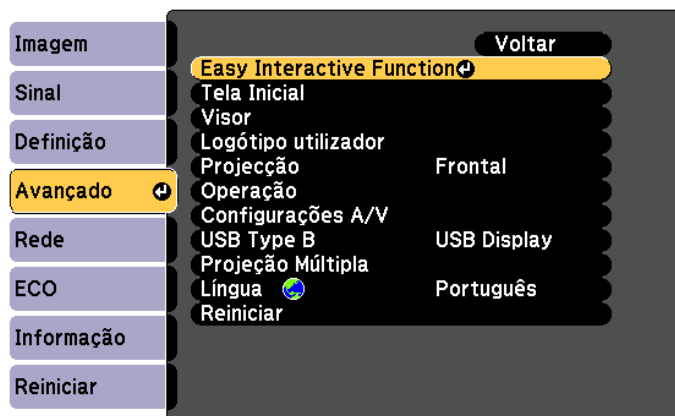 Imagem
Sinal
Definição
Avançado
Rede
ECO
Informação
Reiniciar
Voltar
Easy Interactive Function
Tela Inicial
Visor
Logótipo utilizador
Projecção Frontal
Operação
Configurações A/V
USB Type B USB Display
Projeção Múltipla
Língua Português
Reiniciar